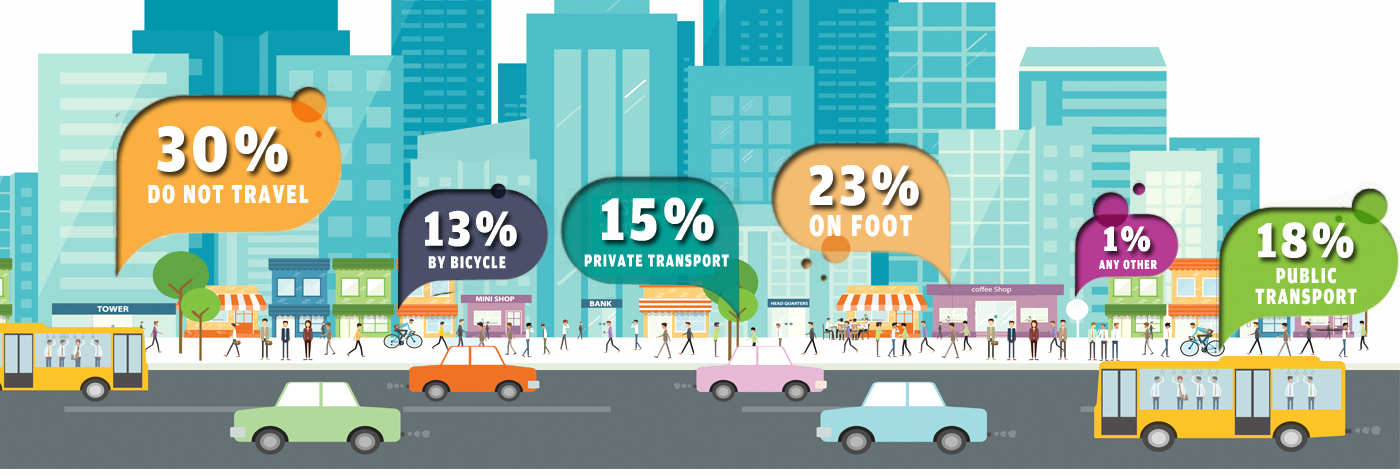 30%
DO NOT TRAVEL
13%
BY BICYCLE
15%
PRIVATE TRANSPORT
23%
ON FOOT
1%
ANY OTHER
18%
PUBLIC
TRANSPORT
TOWER
MINI SHOP
BANK
HEAD QUARTERS
coffee Shop